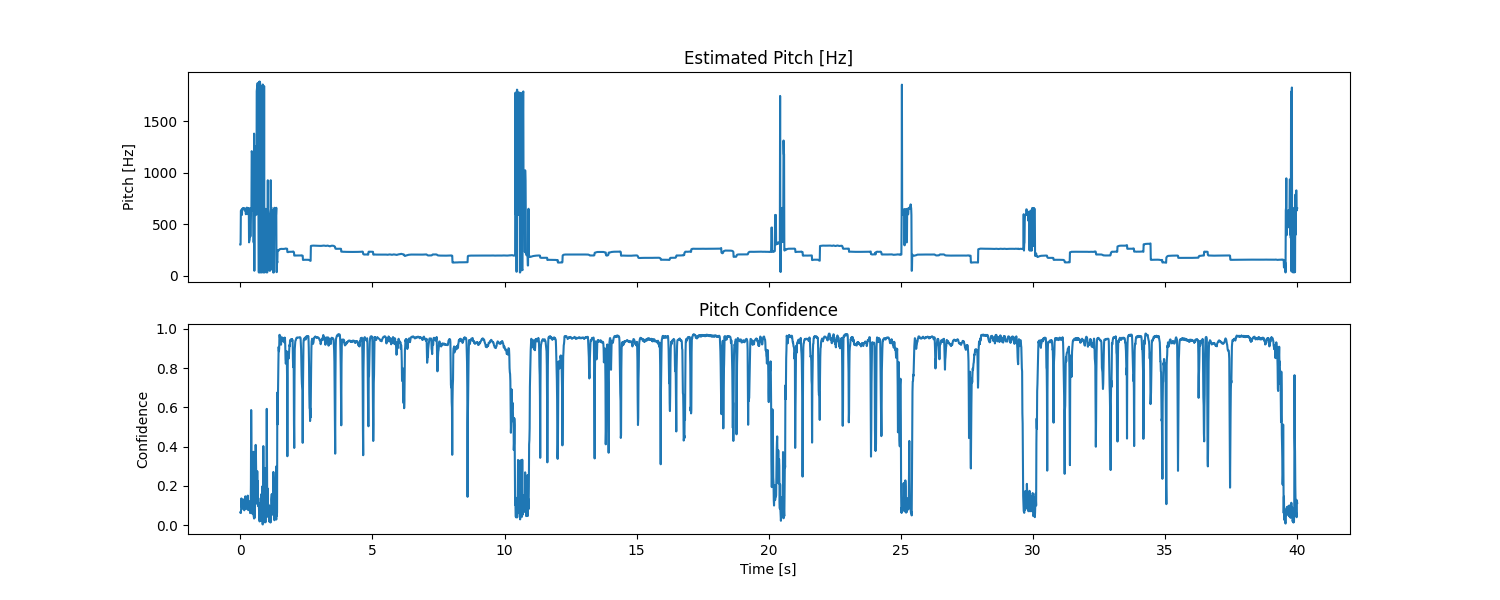 Estimated Pitch [Hz]
Pitch [Hz]
1500
1000
500
0
Pitch Confidence
Confidence
1.0
0.8
0.6
0.4
0.2
0.0
0 5 10 15 20 25 30 35 40
Time [s]